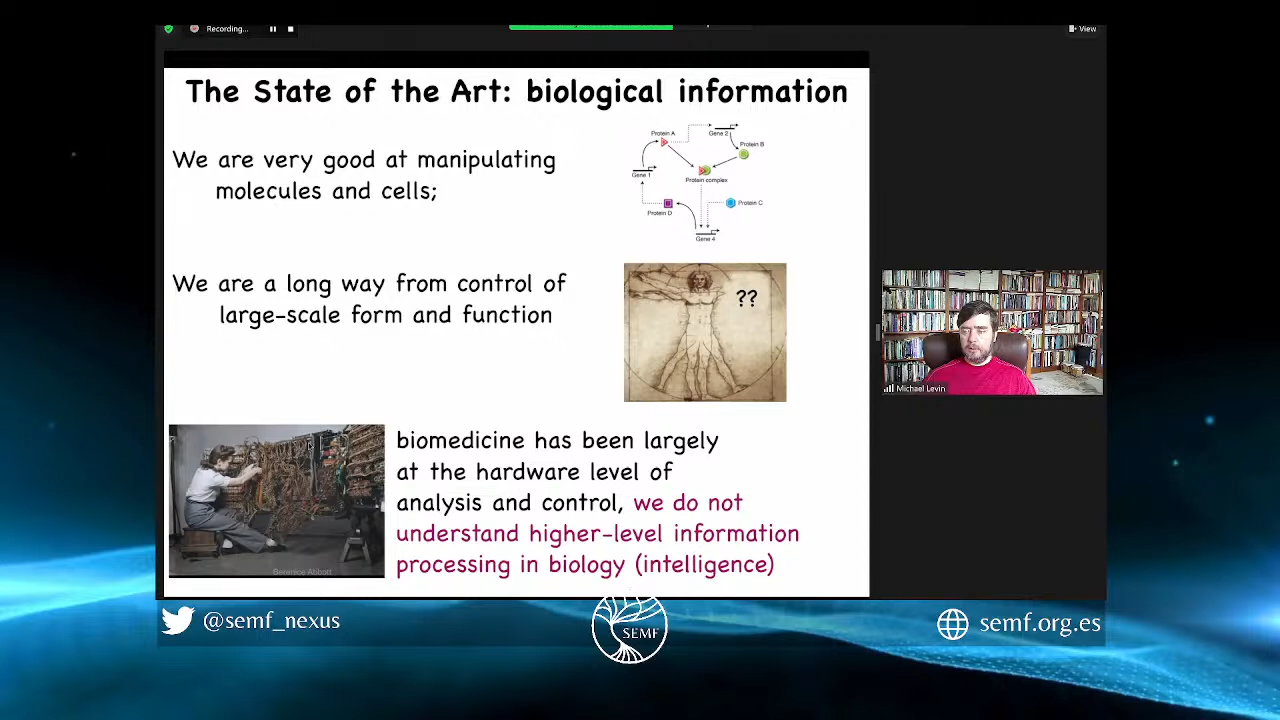 Recording...
View
The State of the Art: biological information
We are very good at manipulating
molecules and cells;
Protein A
Gene 2
Protein B
Gene 1
Protein complex
Protein D
Protein C
Gene 4
We are a long way from control of
large-scale form and function
??
biomedicine has been largely
at the hardware level of
analysis and control, we do not
understand higher-level information
processing in biology (intelligence)
Berenice Abbott
Michael Levin
@semf_nexus
SEMF
semf.org.es